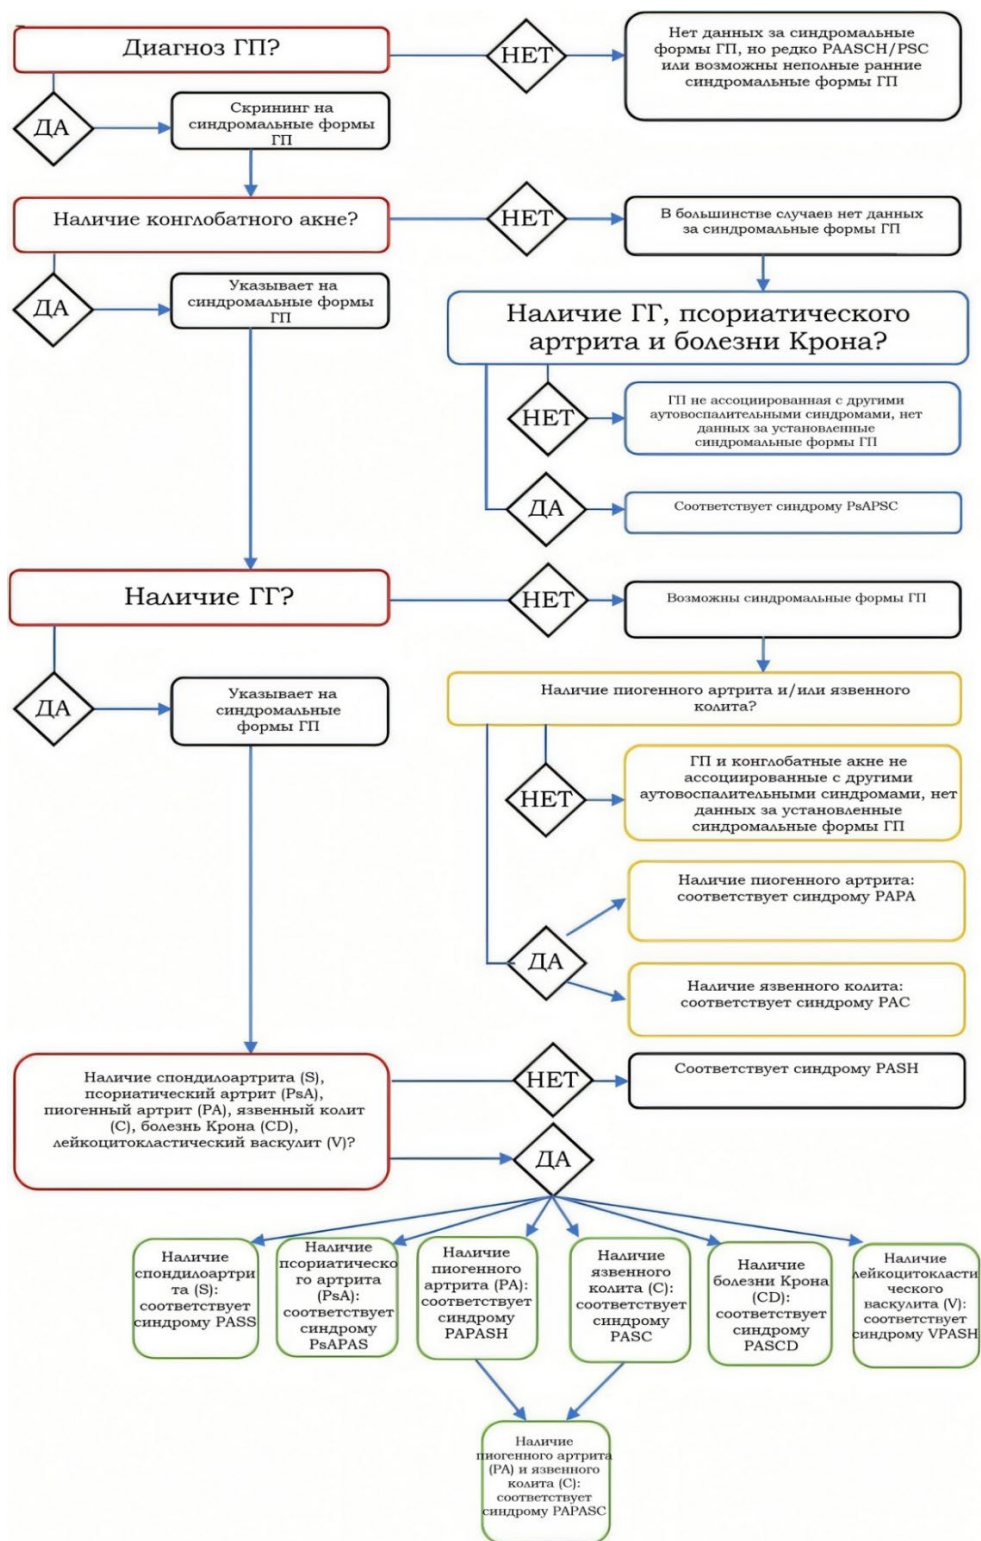 Диагноз ГП?
НЕТ
Нет данных за синдромальные
формы ГП, но редко PAASCH/PSC
или возможны неполные ранние
синдромальные формы ГП
ДА
Скрининг на
синдромальные формы
ГП
Наличие конглобатного акне?
НЕТ
В большинстве случаев нет данных
за синдромальные формы ГП
ДА
Указывает на
синдромальные формы
ГП
Наличие ГГ, псориатического
артрита и болезни Крона?
НЕТ
ГП не ассоциированная с другими
аутовоспалительными синдромами, нет
данных за установленные
синдромальные формы ГП
ДА
Соответствует синдрому PsAPSC
Наличие ГГ?
НЕТ
Возможны синдромальные формы ГП
ДА
Указывает на
синдромальные
формы ГП
Наличие пиогенного артрита и/или язвенного
колита?
НЕТ
ГП и конглобатные акне не
ассоциированные с другими
аутовоспалительными синдромами, нет
данных за установленные
синдромальные формы ГП
ДА
Наличие пиогенного артрита:
соответствует синдрому PAPA
Наличие язвенного колита:
соответствует синдрому PAC
Наличие спондилоартрита (S),
псориатический артрит (PsA),
пиогенный артрит (PA), язвенный колит
(C), болезнь Крона (CD),
лейкоцитокластический васкулит (V)?
НЕТ
Соответствует синдрому PASH
ДА
Наличие
спондилоартри
та (S):
соответствует
синдрому PASS
Наличие
псориатическо
го артрита
(PsA):
соответствует
синдрому
PsAPAS
Наличие
пиогенного
артрита (PA):
соответствует
синдрому
PAPASH
Наличие
язвенного
колита (C):
соответствует
синдрому
PASC
Наличие
болезни Крона
(CD):
соответствует
синдрому
PASCD
Наличие
лейкоцитокласти
ческого
васкулита (V):
соответствует
синдрому VPASH
Наличие
пиогенного артрита
(PA) и язвенного
колита (C):
соответствует
синдрому PAPASC